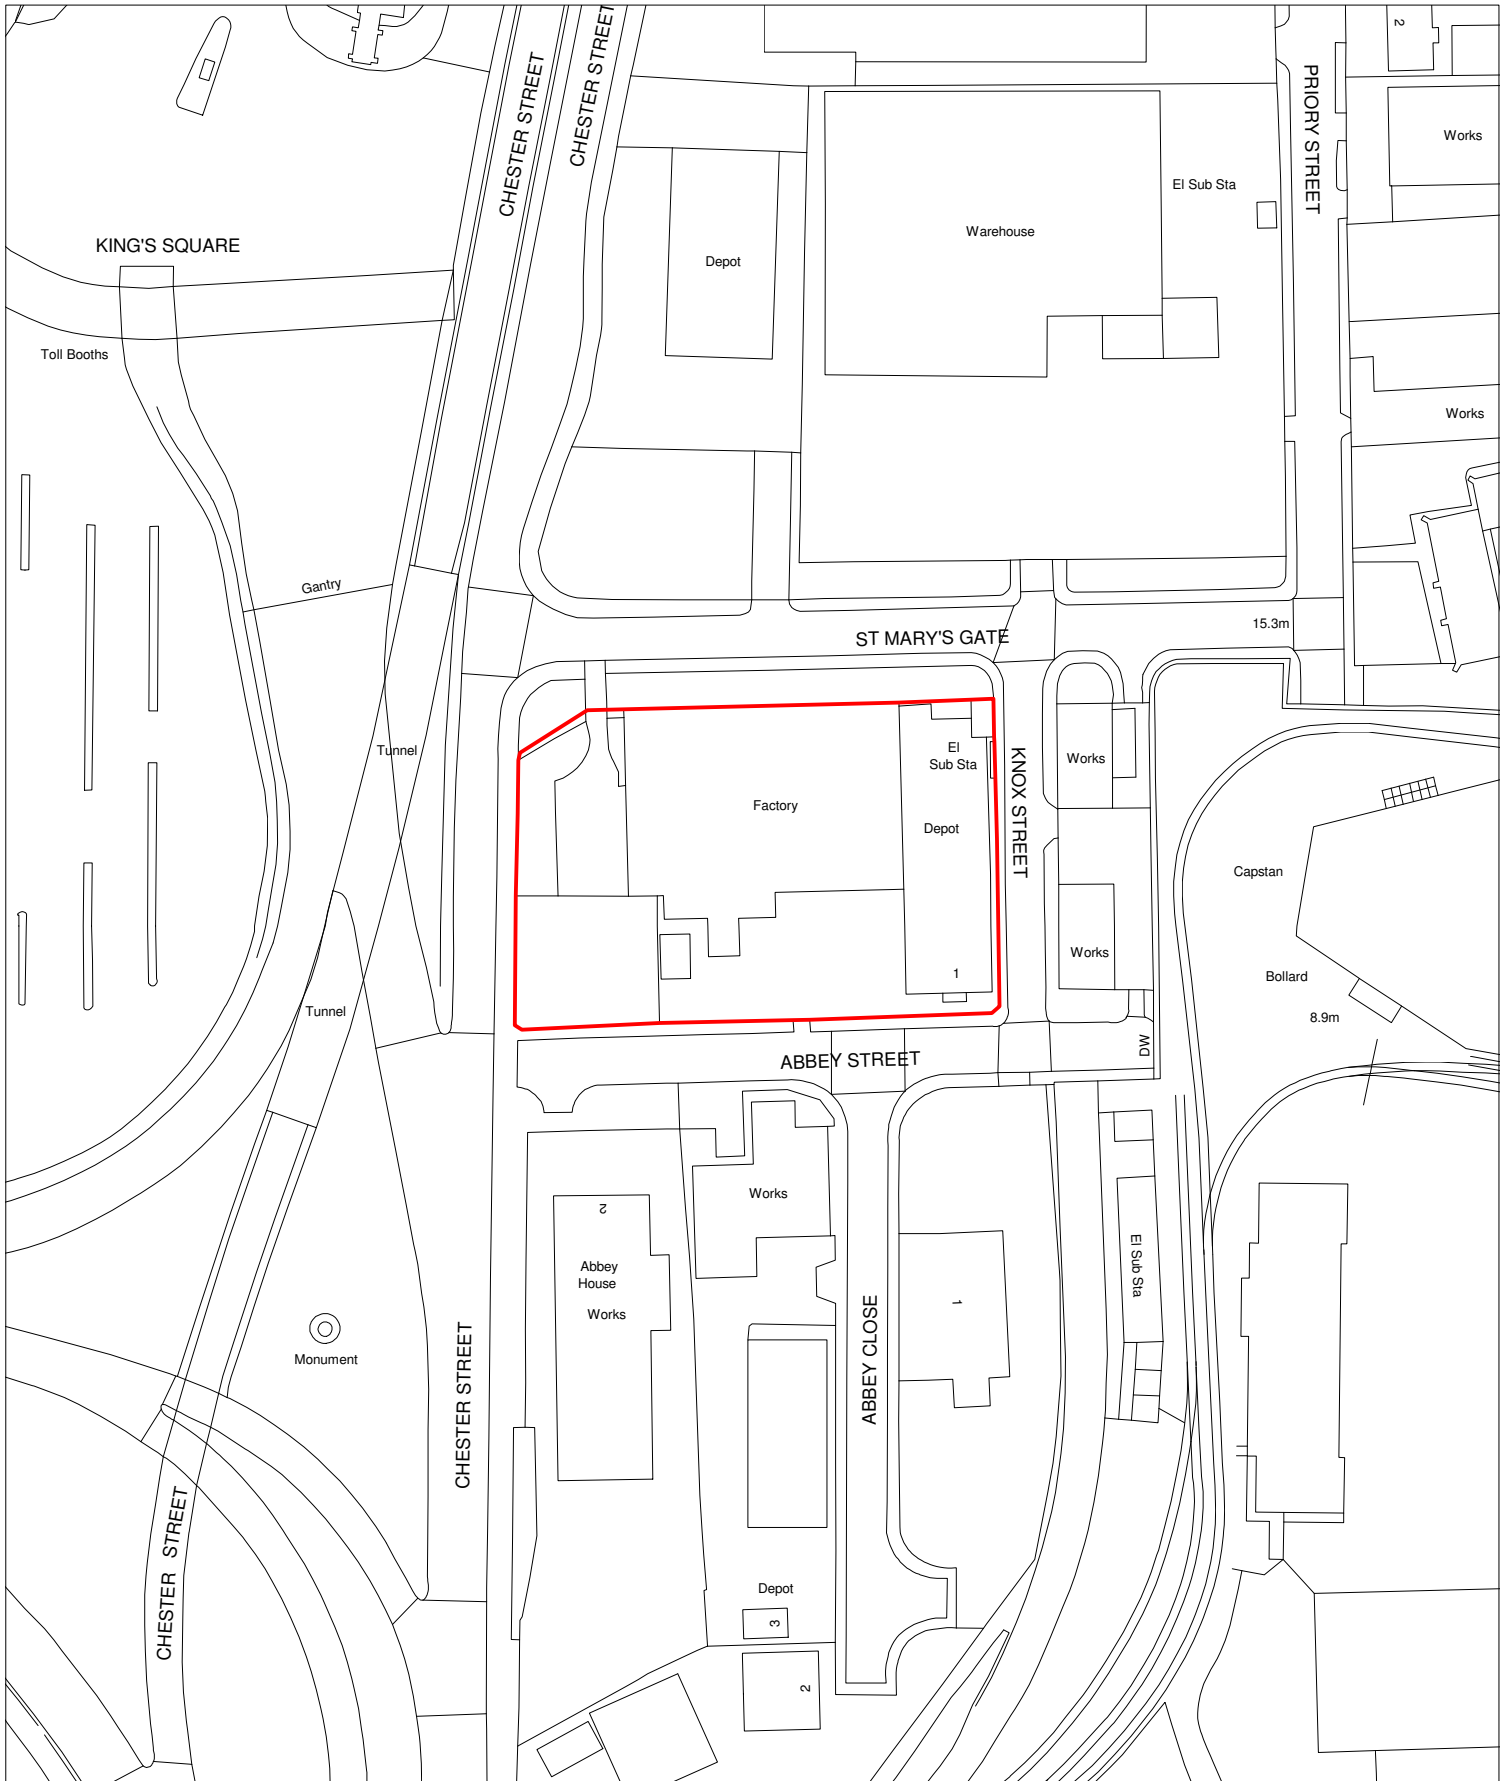 2
CHESTER STREET
CHESTER STREET
PRIORY STREET
Works
El Sub Sta
Warehouse
KING'S SQUARE
Depot
Toll Booths
Works
Gantry
15.3m
ST MARY'S GATE
Tunnel
El
Sub Sta
KNOX STREET
Works
Factory
Depot
Capstan
Works
1
Bollard
Tunnel
8.9m
DW
ABBEY STREET
Works
2
Abbey
House
Works
El Sub Sta
1
ABBEY CLOSE
Monument
CHESTER STREET
CHESTER STREET
Depot
3
2